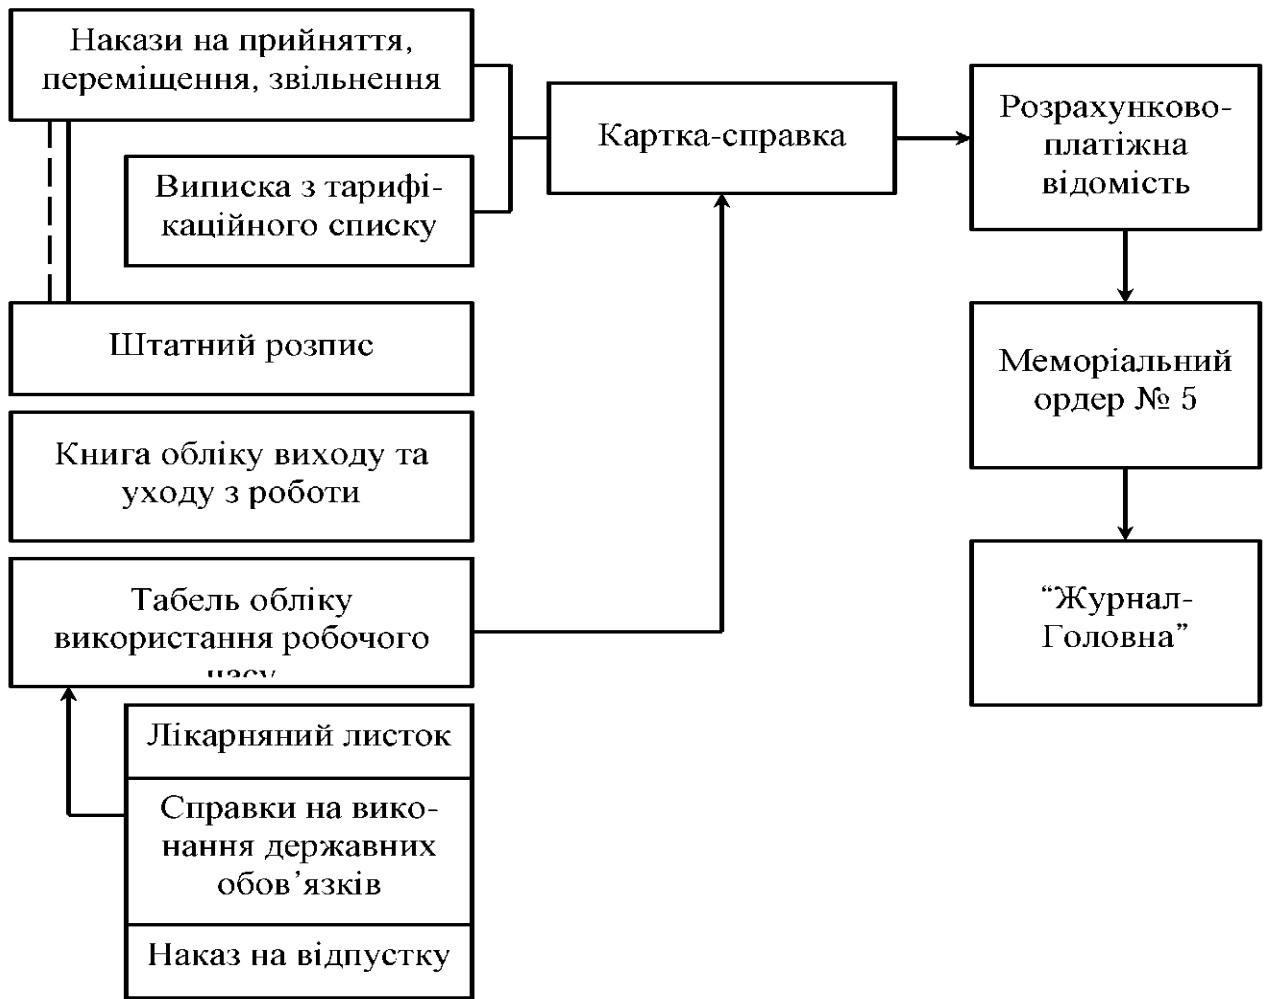 Накази на прийняття,
переміщення, звільнення
Виписка з тарифі-
каційного списку
Штатний розпис
Книга обліку виходу та
уходу з роботи
Табель обліку
використання робочого
часу
Лікарняний листок
Справки на вико-
нання державних
обов’язків
Наказ на відпустку
Картка-справка
Розрахунково-
платіжна
відомість
Меморіальний
ордер № 5
“Журнал-
Головна”